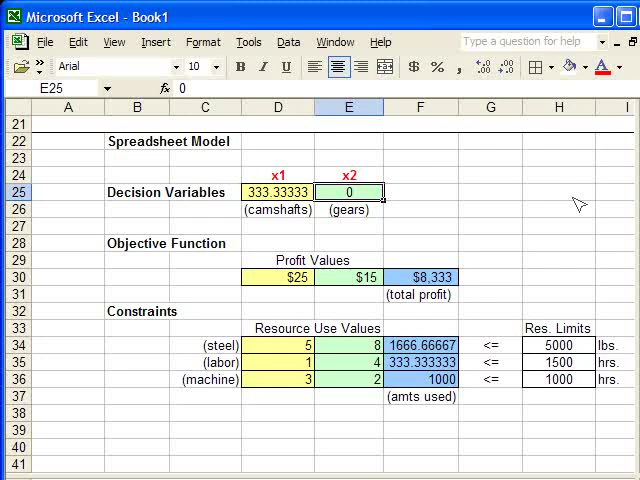 Microsoft Excel - Book1
File Edit View Insert Format Tools Data Window Help Type a question for help
Arial 10 B I U $ % , .00 .00 A
E25 fx 0
A B C D E F G H I
21
22 Spreadsheet Model
23
24 x1 x2
25 Decision Variables 333.33333 0
26 (camshafts) (gears)
27
28 Objective Function
29 Profit Values
30 $25 $15 $8,333
31 (total profit)
32 Constraints
33 Resource Use Values Res. Limits
34 (steel) 5 8 1666.66667 <= 5000 lbs.
35 (labor) 1 4 333.333333 <= 1500 hrs.
36 (machine) 3 2 1000 <= 1000 hrs.
37 (amts used)
38
39
40
41